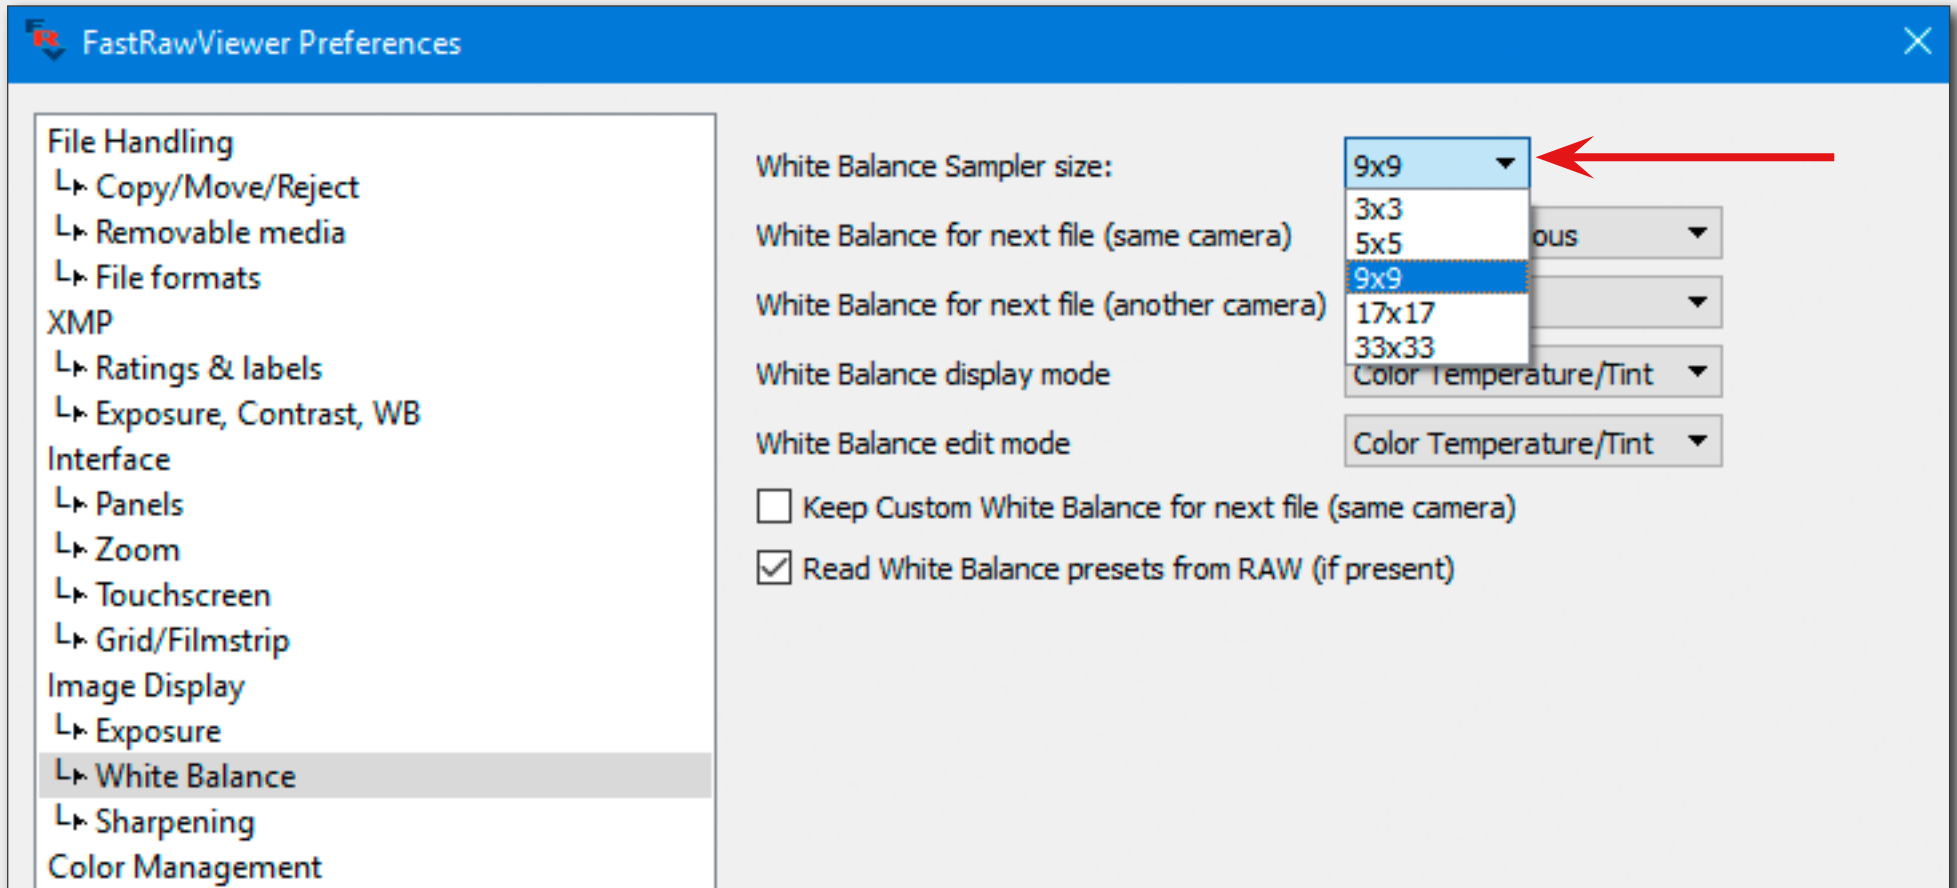 FastRawViewer Preferences
File Handling
Copy/Move/Reject
Removable media
File formats
XMP
Ratings & labels
Exposure, Contrast, WB
Interface
Panels
Zoom
Touchscreen
Grid/Filmstrip
Image Display
Exposure
White Balance
Sharpening
Color Management
White Balance Sampler size:
9x9
3x3
5x5
9x9
17x17
33x33
White Balance for next file (same camera)
White Balance for next file (another camera)
White Balance display mode
Color Temperature/Tint
White Balance edit mode
Color Temperature/Tint
Keep Custom White Balance for next file (same camera)
Read White Balance presets from RAW (if present)